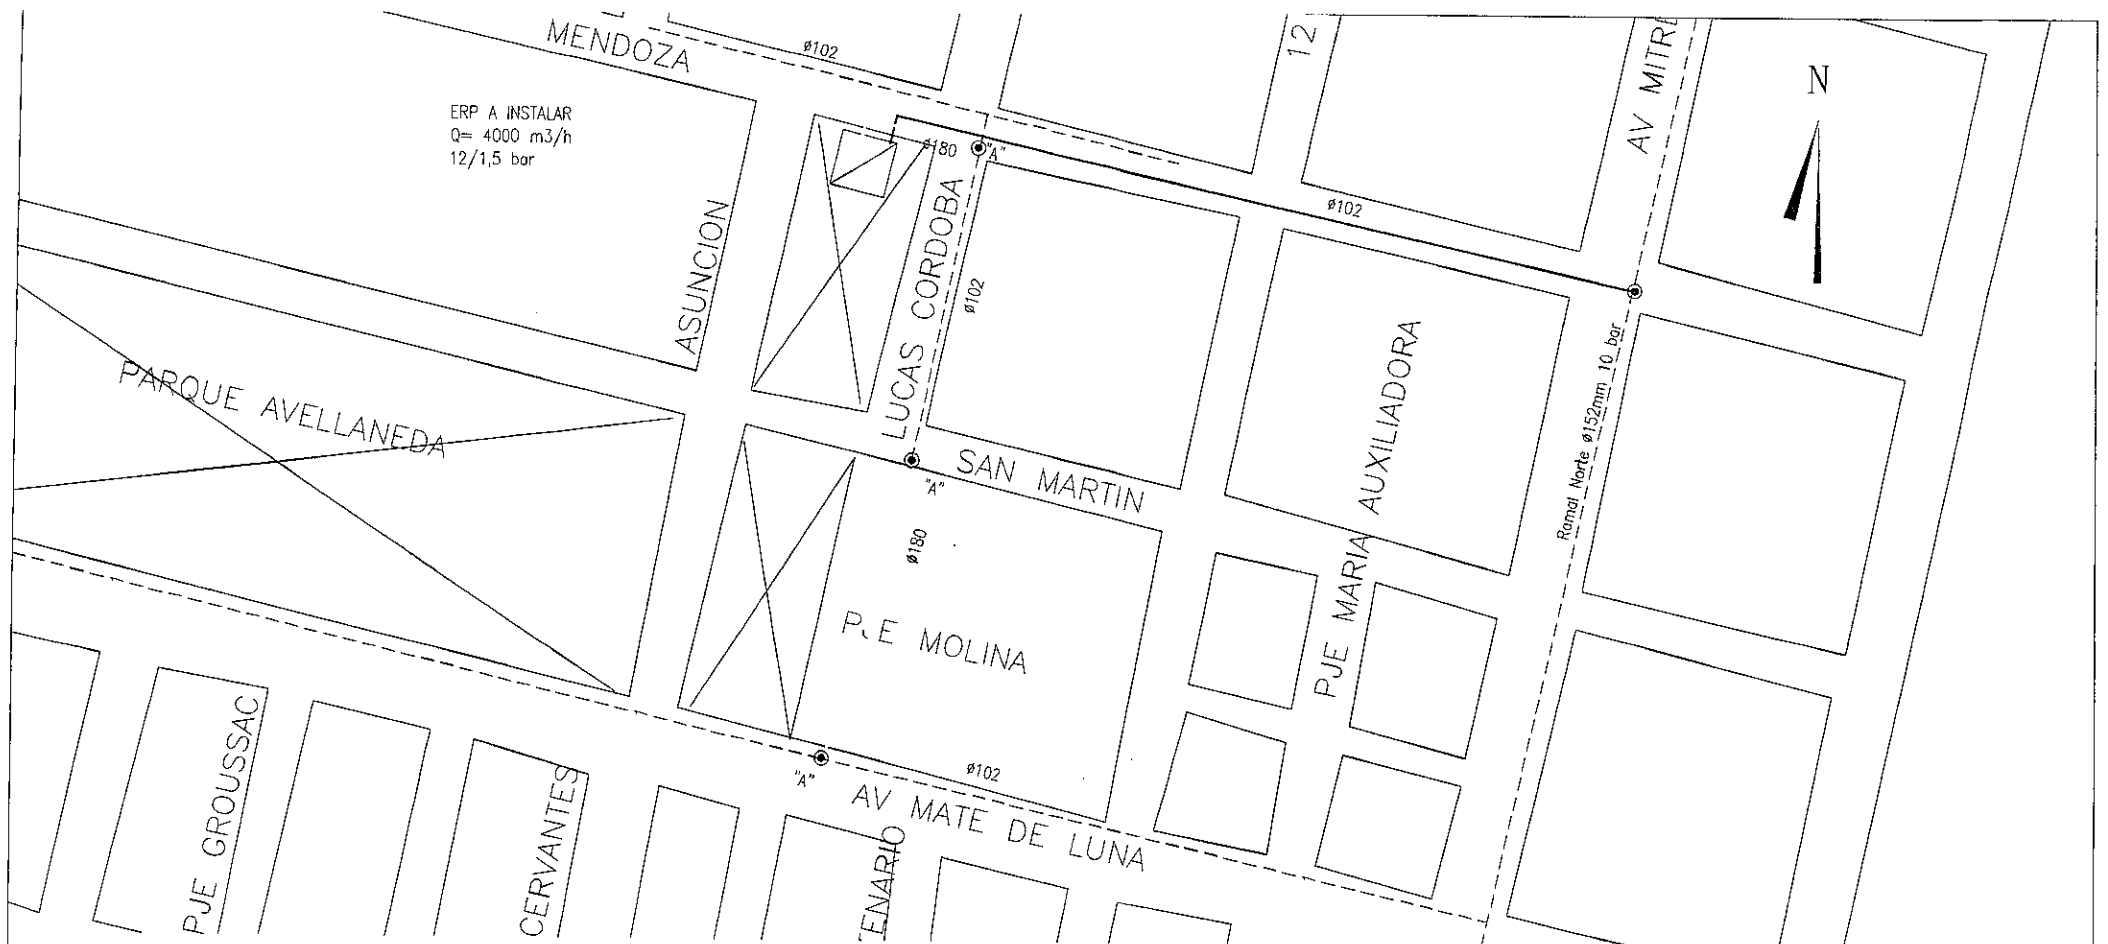 MENDOZA
ø102
12
AV MITRE
N
ERP A INSTALAR
Q= 4000 m3/h
12/1,5 bar
ø180
"A"
ø102
ASUNCION
LUCAS CORDOBA
ø102
PARQUE AVELLANEDA
PJE MARIA AUXILIADORA
Ramal Norte ø152mm 10 bar
SAN MARTIN
"A"
ø180
MOLINA
ø102
"A"
AV MATE DE LUNA
PJE GROUSSAC
CERVANTES
TENARIO